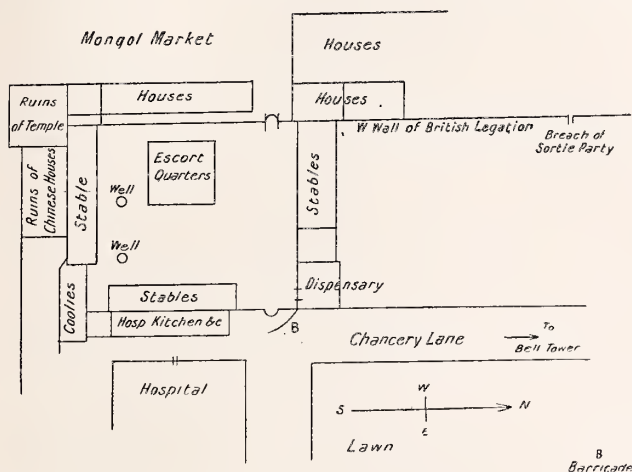 Mongol Market
Houses
Ruins
of Temple
Houses
Houses
W Wall of British Legation
Breach of
Sortie Party
Ruins of
Chinese Houses
Stable
Escort
Quarters
Well
Stables
Well
Coolies
Stables
Dispensary
Hosp Kitchen &c
B
Chancery Lane
To
Bell Tower
Hospital
W
S
N
E
Lawn
B
Barricade